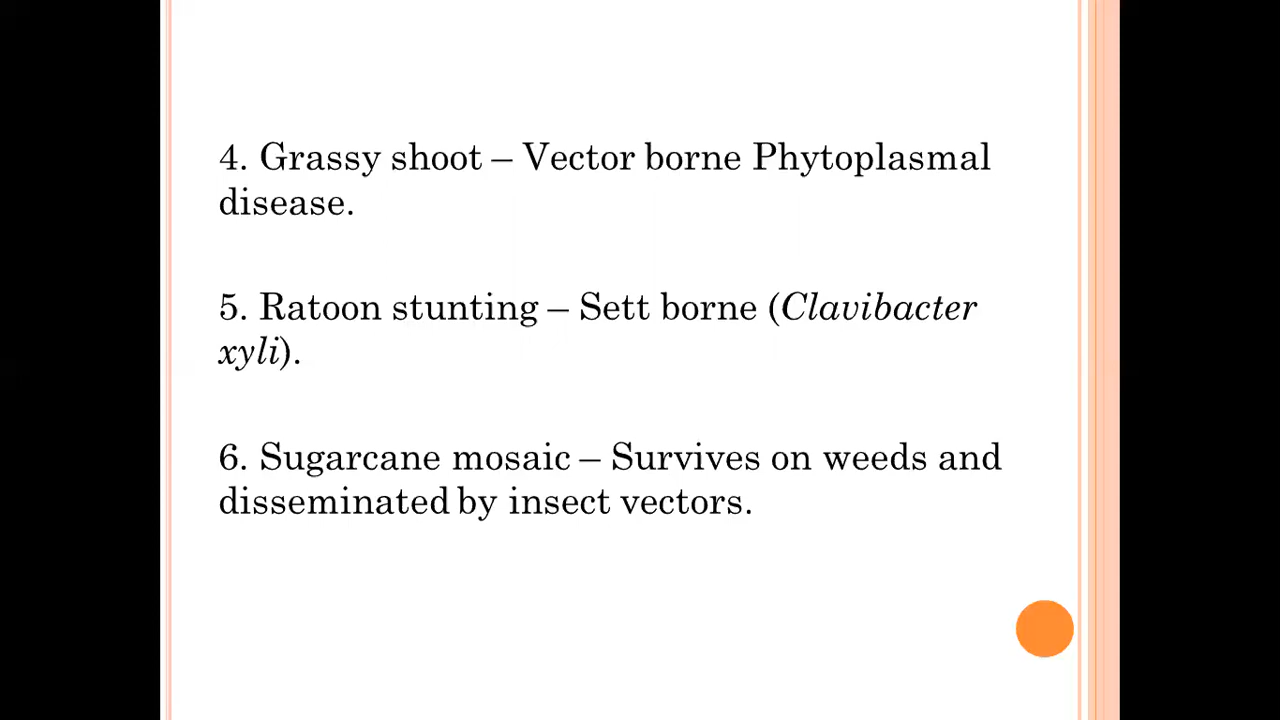 4. Grassy shoot – Vector borne Phytoplasmal
disease.
5. Ratoon stunting – Sett borne (Clavibacter
xyli).
6. Sugarcane mosaic – Survives on weeds and
disseminated by insect vectors.